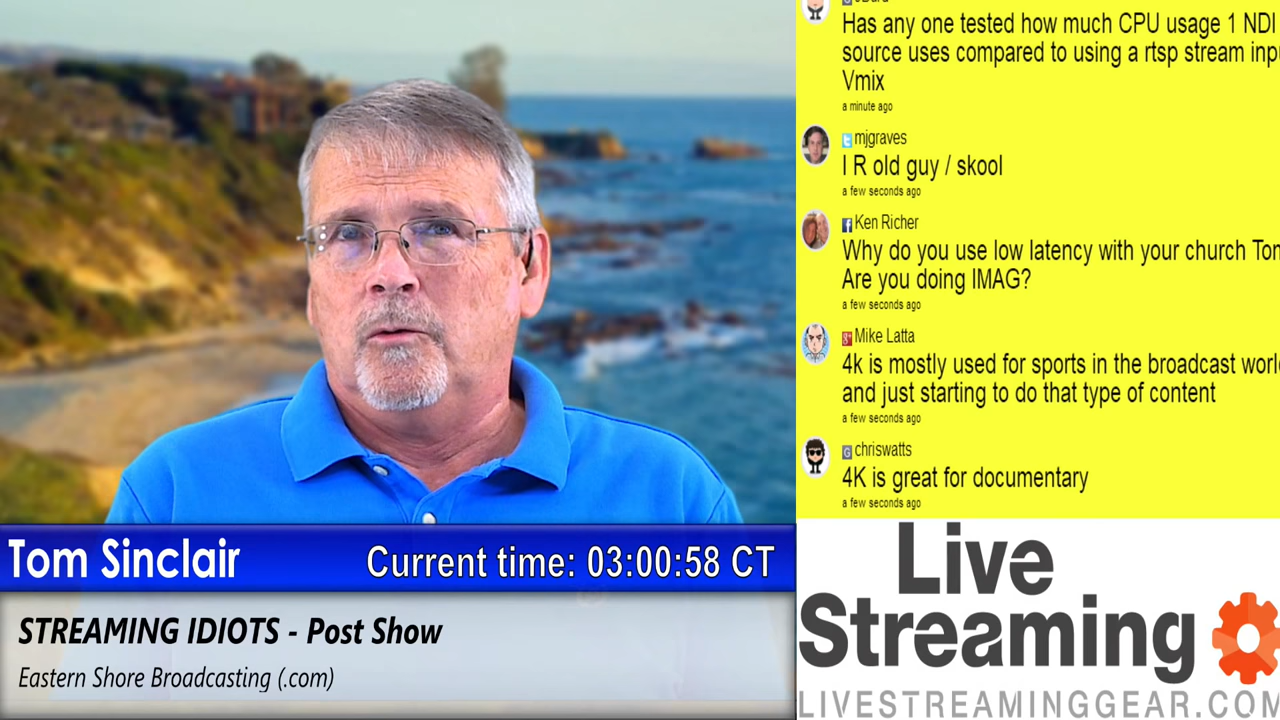 Has any one tested how much CPU usage 1 NDI
source uses compared to using a rtsp stream
Vmix
a minute ago
mjgraves
I R old guy / skool
a few seconds ago
Ken Richer
Why do you use low latency with your church
Are you doing IMAG?
a few seconds ago
Mike Latta
4k is mostly used for sports in the broadcast
and just starting to do that type of content
a few seconds ago
chriswatts
4K is great for documentary
a few seconds ago
Tom Sinclair
Current time: 03:00:58 CT
STREAMING IDIOTS - Post Show
Eastern Shore Broadcasting (.com)
Live
Streaming
LIVESTREAMINGGEAR.COM